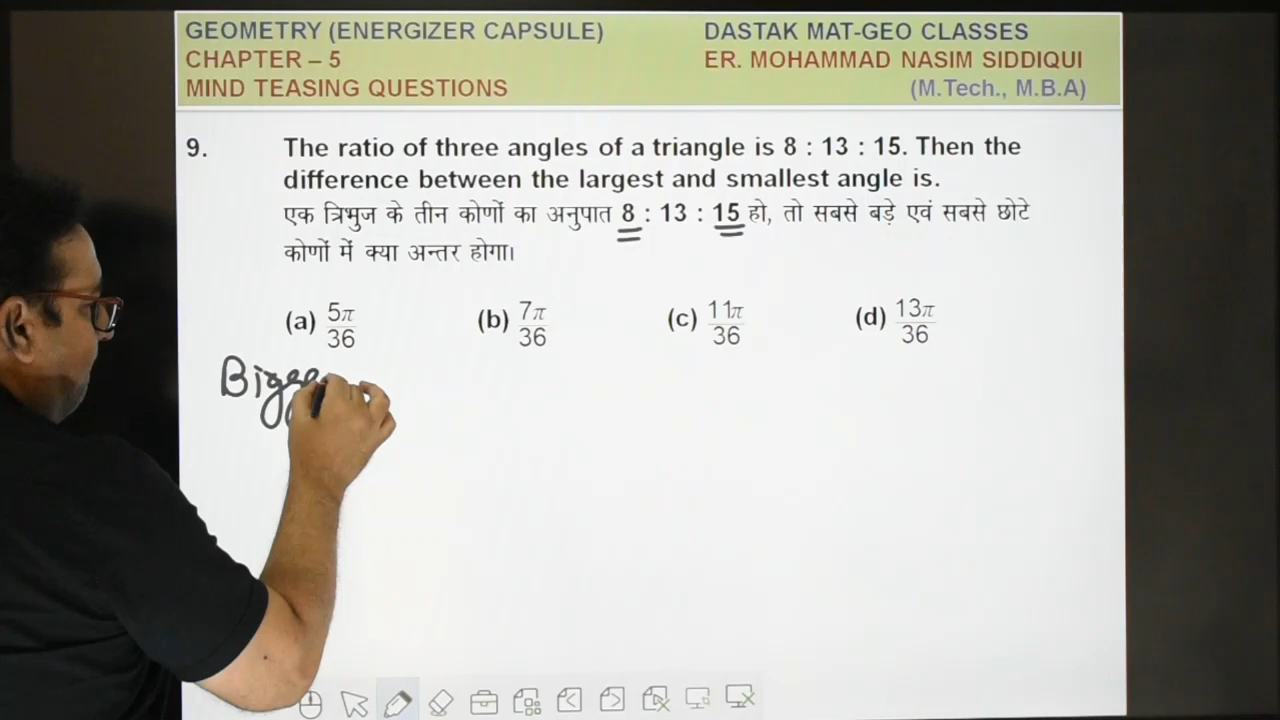 GEOMETRY (ENERGIZER CAPSULE) DASTAK MAT-GEO CLASSES
CHAPTER – 5 ER. MOHAMMAD NASIM SIDDIQUI
MIND TEASING QUESTIONS (M.Tech., M.B.A)
9. The ratio of three angles of a triangle is 8 : 13 : 15. Then the
difference between the largest and smallest angle is.
एक त्रिभुज के तीन कोणों का अनुपात 8 : 13 : 15 हो, तो सबसे बड़े एवं सबसे छोटे
कोणों में क्या अन्तर होगा।
(a) 5π/36 (b) 7π/36 (c) 11π/36 (d) 13π/36